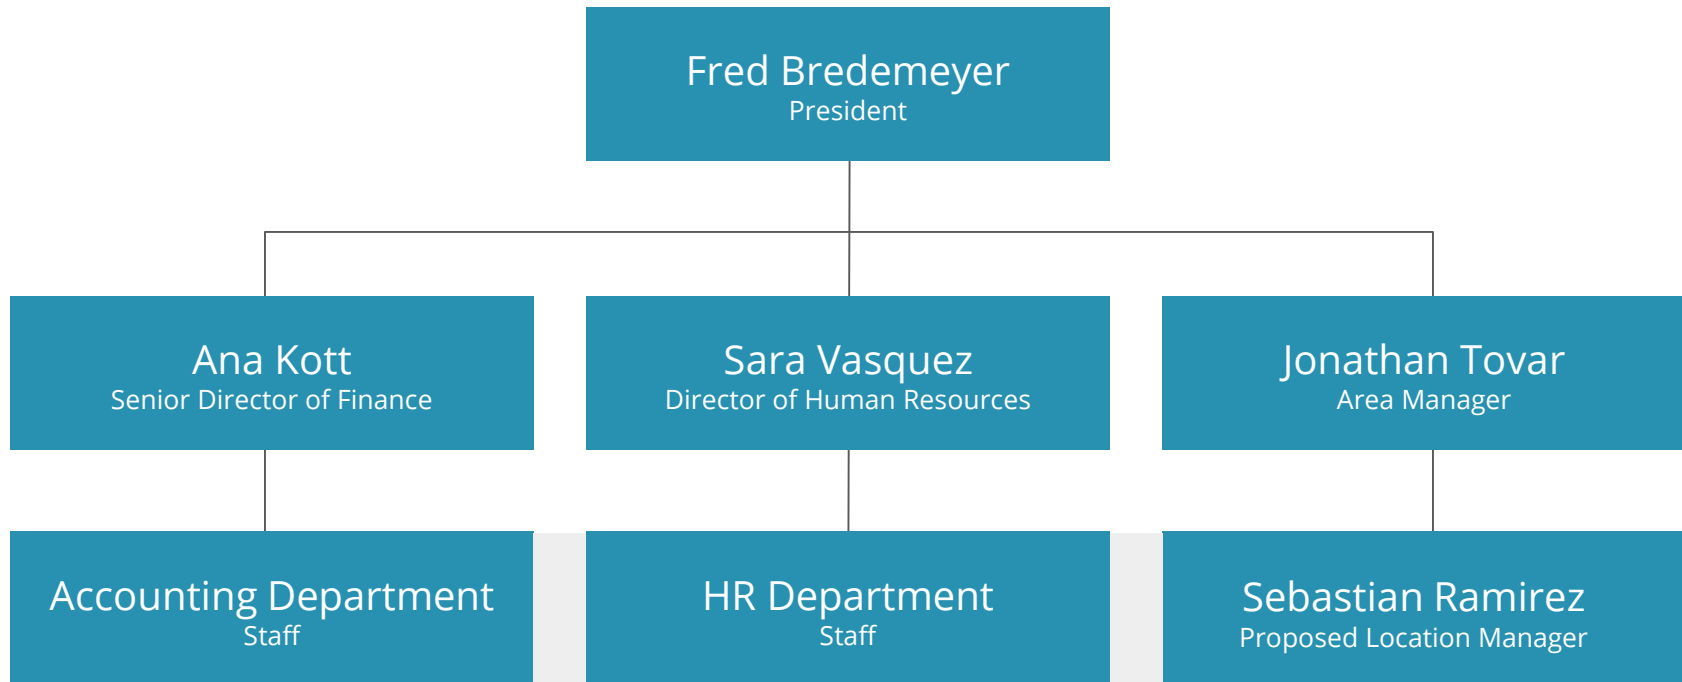 Fred Bredemeyer
President
Ana Kott
Senior Director of Finance
Sara Vasquez
Director of Human Resources
Jonathan Tovar
Area Manager
Accounting Department
Staff
HR Department
Staff
Sebastian Ramirez
Proposed Location Manager